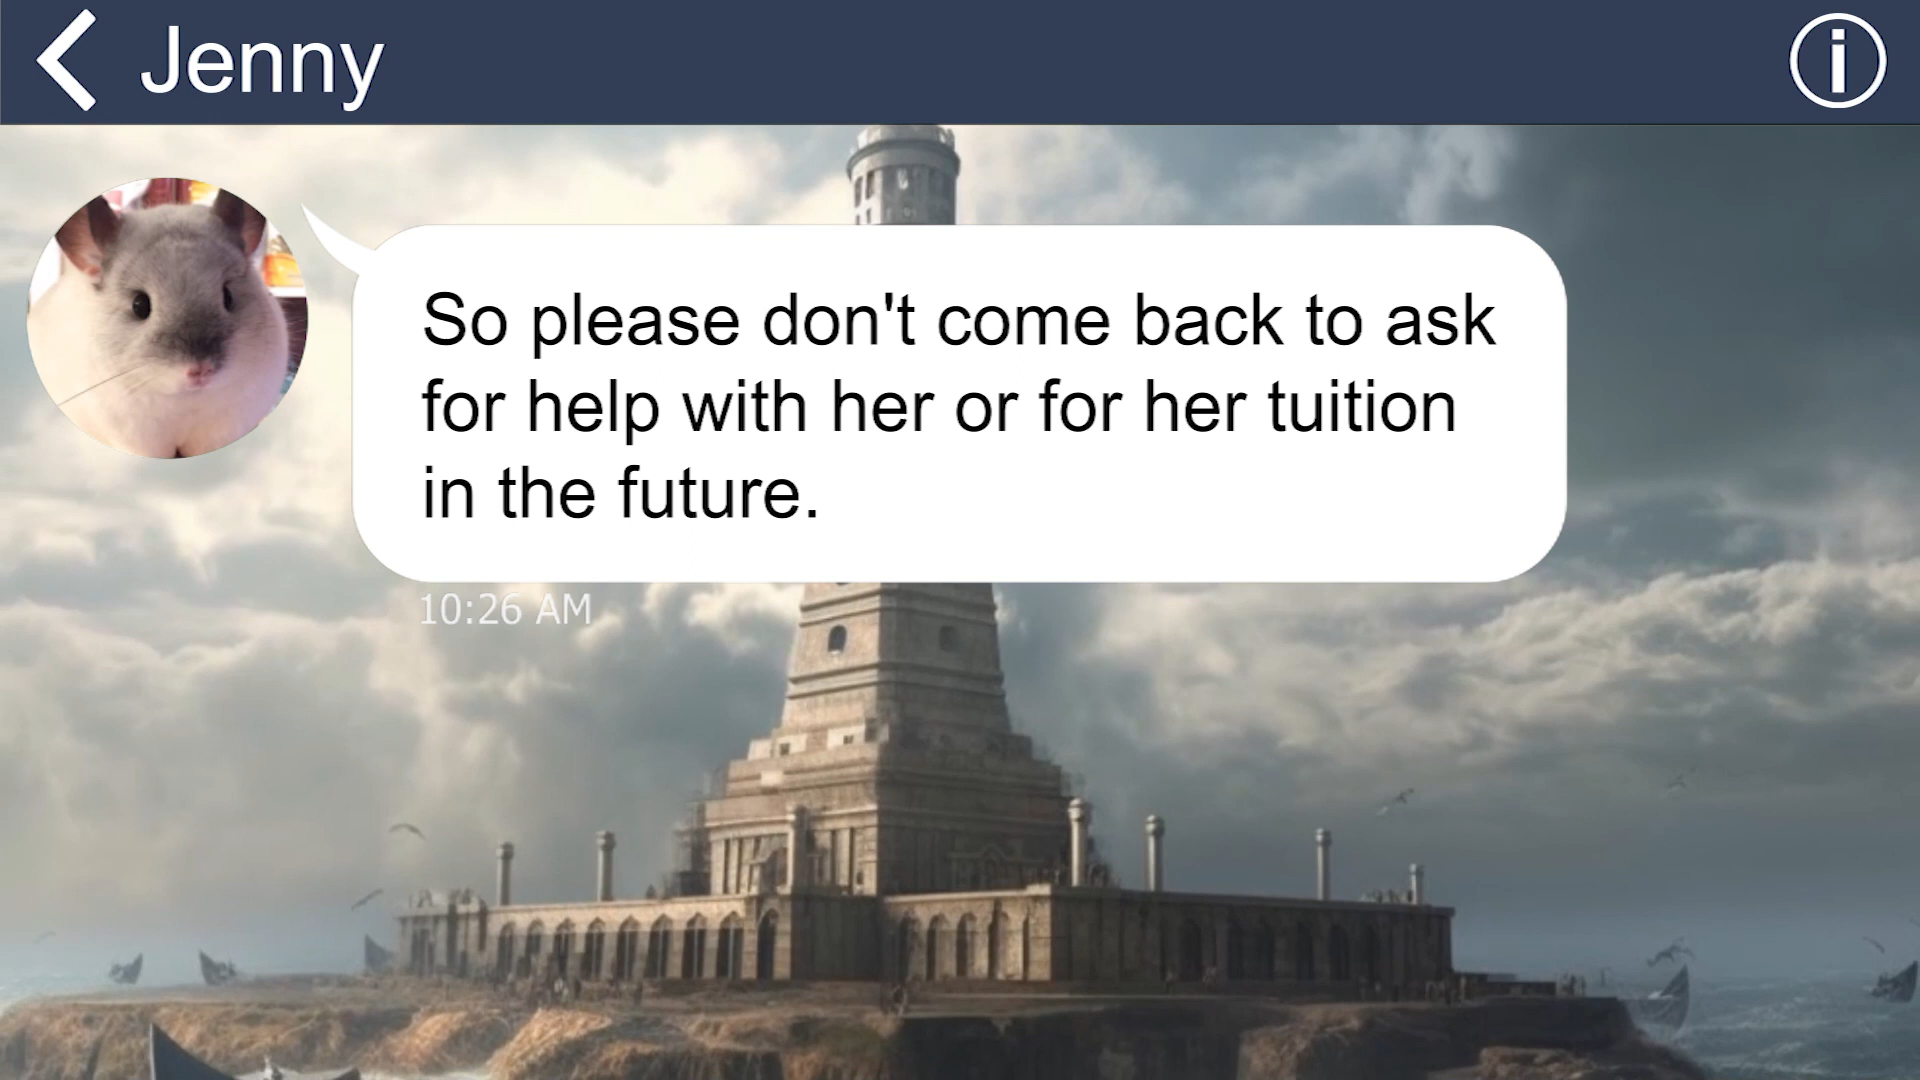 Jenny
So please don't come back to ask
for help with her or for her tuition
in the future.
10:26 AM